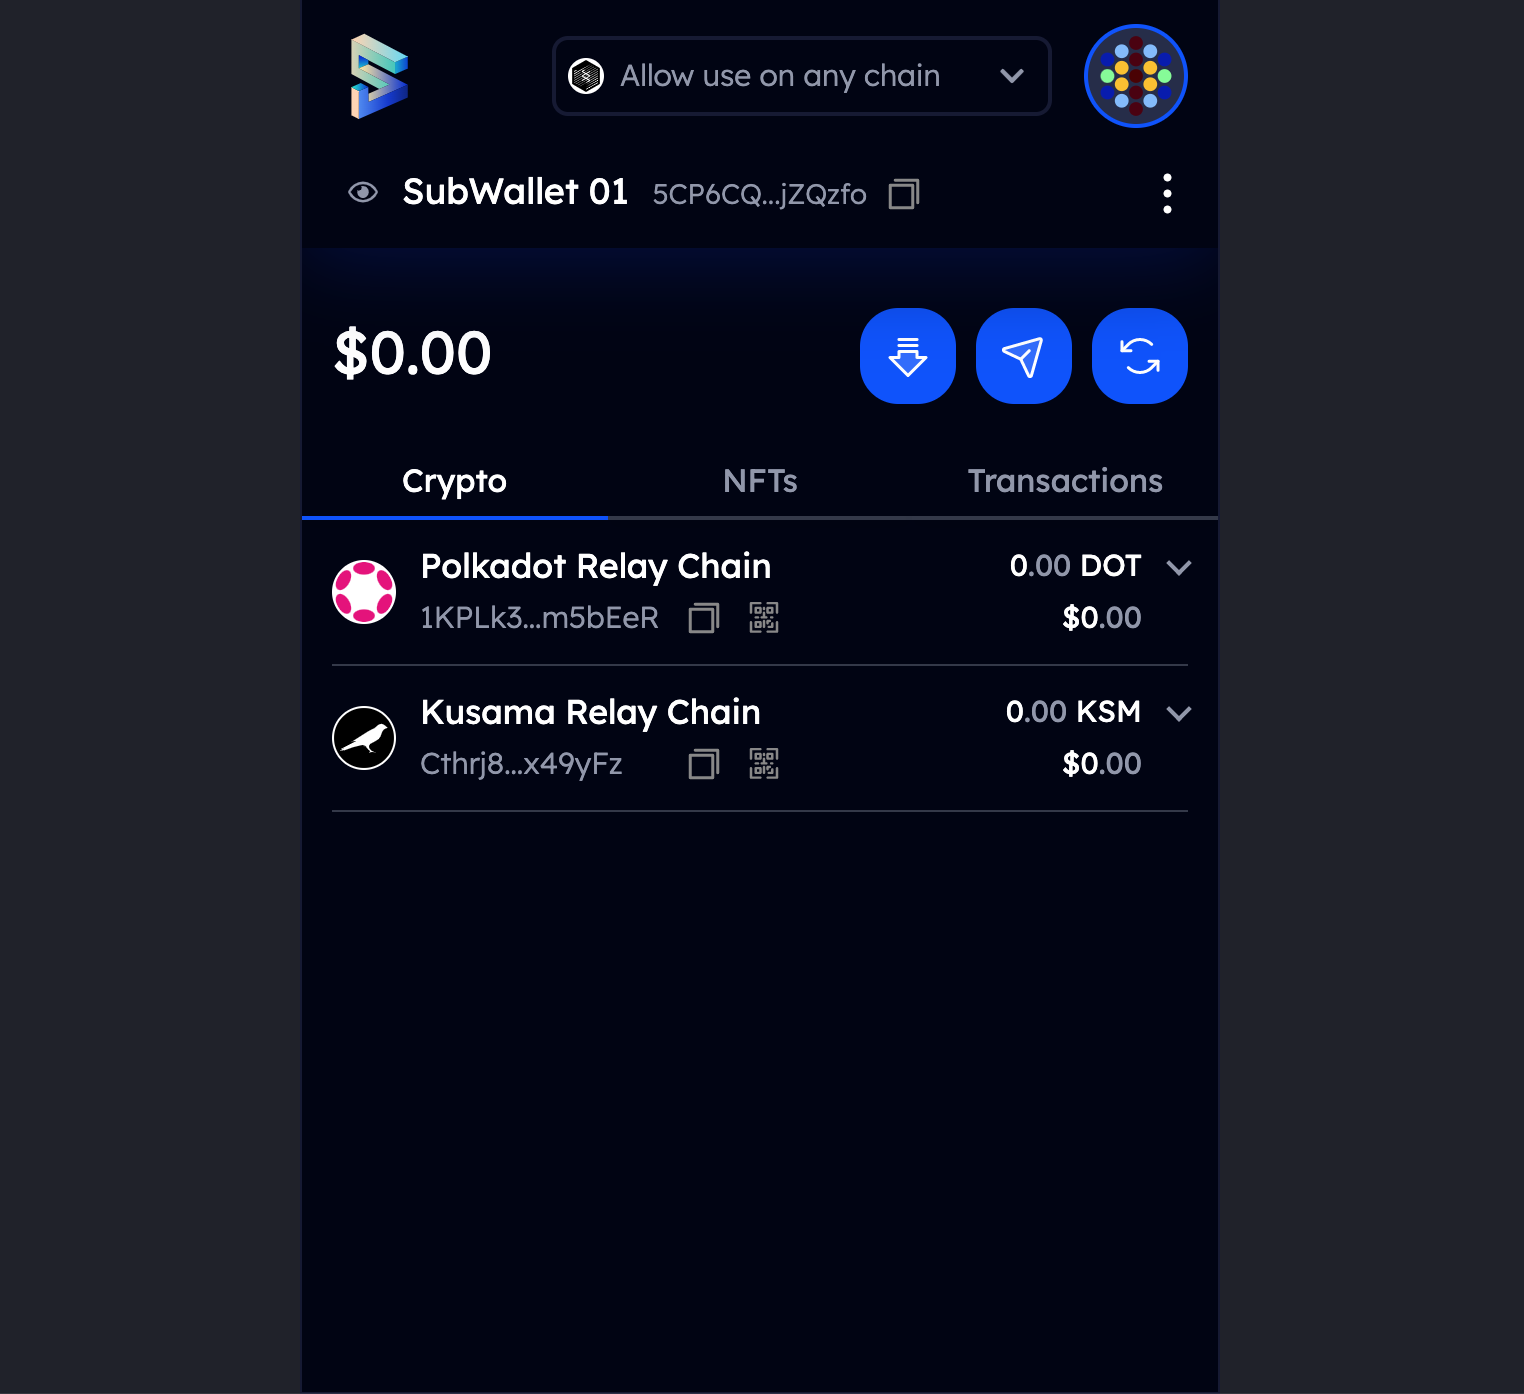 Allow use on any chain
SubWallet 01 5CP6CQ...jZQzfo
$0.00
Crypto NFTs Transactions
Polkadot Relay Chain 0.00 DOT
1KPLk3...m5bEeR $0.00
Kusama Relay Chain 0.00 KSM
Cthrj8...x49yFz $0.00